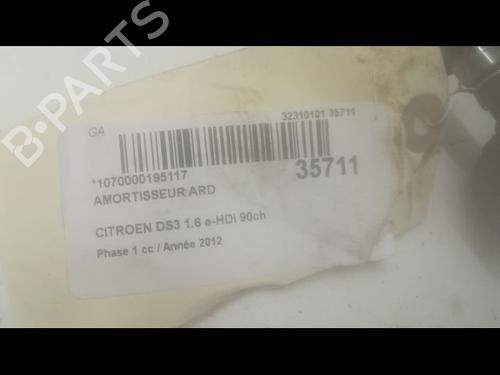 B-PARTS
GA
32310101 35711
*1070000195117
35711
AMORTISSEUR ARD
CITROEN DS3 1.6 e-HDi 90ch
Phase 1 cc / Année 2012